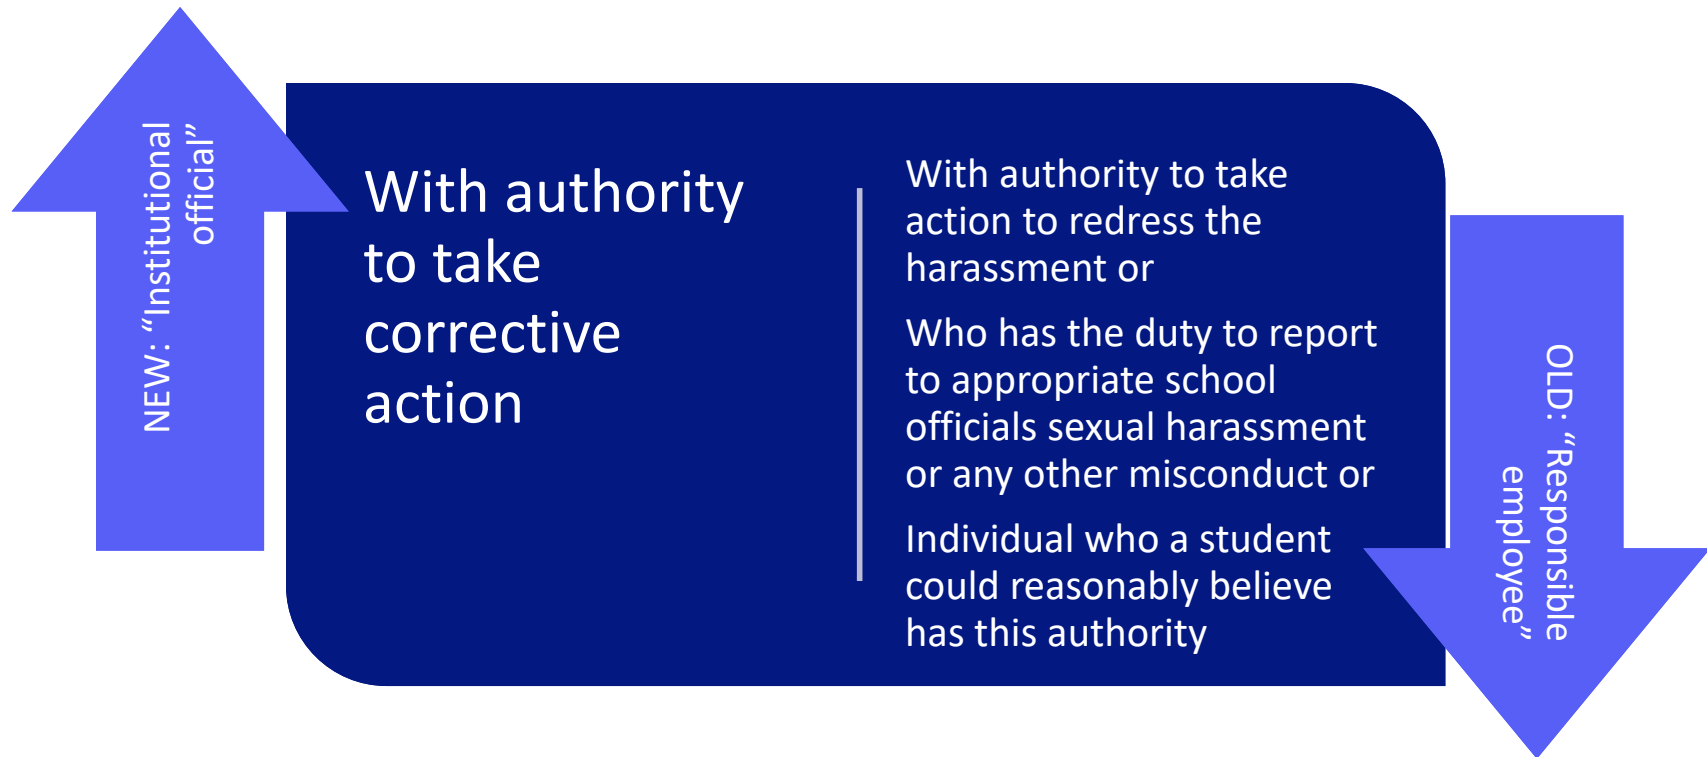 NEW: “Institutional
official”
With authority
to take
corrective
action
With authority to take
action to redress the
harassment or
Who has the duty to report
to appropriate school
officials sexual harassment
or any other misconduct or
Individual who a student
could reasonably believe
has this authority
OLD: “Responsible
employee”